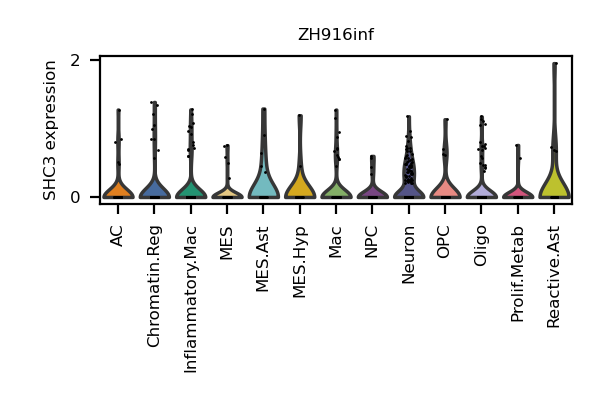 ZH916inf
SHC3 expression
2
0
AC
Chromatin.Reg
Inflammatory.Mac
MES
MES.Ast
MES.Hyp
Mac
NPC
Neuron
OPC
Oligo
Prolif.Metab
Reactive.Ast